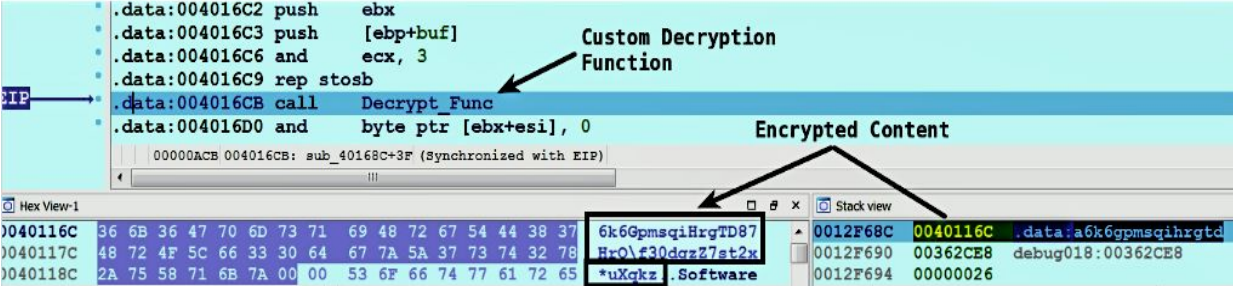 .data:004016C2 push ebx
.data:004016C3 push [ebp+buf]
.data:004016C6 and ecx, 3
.data:004016C9 rep stosb
EIP .data:004016CB call Decrypt_Func
.data:004016D0 and byte ptr [ebx+esi], 0
Custom Decryption
Function
Encrypted Content
00000ACB 004016CB: sub_40168C+3F (Synchronized with EIP)
Hex View-1
0040116C 36 6B 36 47 70 6D 73 71 69 48 72 67 54 44 38 37 6k6GpmsqiHrgTD87
0040117C 48 72 4F 5C 66 33 30 64 67 7A 5A 37 73 74 32 78 HrO\f30dgzZ7st2x
0040118C 2A 75 58 71 6B 7A 00 00 53 6F 66 74 77 61 72 65 *uXqkz..Software
Stack view
0012F68C 0040116C .data:a6k6gpmsqihrgtd
0012F690 00362CE8 debug018:00362CE8
0012F694 00000026